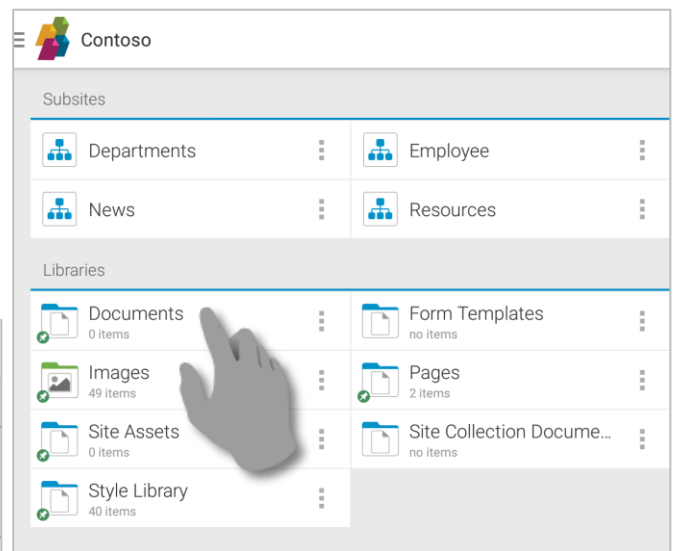 Contoso
Subsites
Departments
Employee
News
Resources
Libraries
Documents
0 items
Form Templates
no items
Images
49 items
Pages
2 items
Site Assets
0 items
Site Collection Docume...
no items
Style Library
40 items